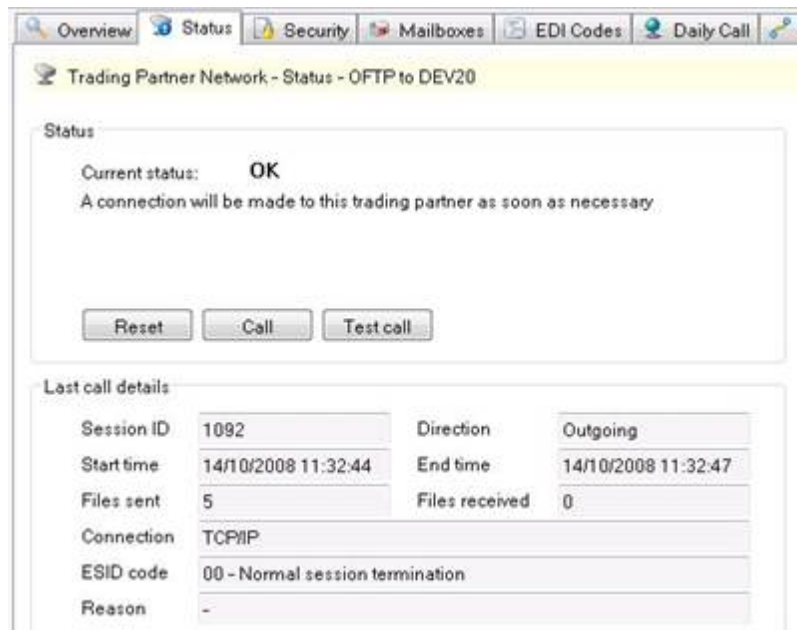 Overview Status Security Mailboxes EDI Codes Daily Call
Trading Partner Network - Status - OFTP to DEV20
Status
Current status: OK
A connection will be made to this trading partner as soon as necessary
Reset Call Test call
Last call details
Session ID 1092 Direction Outgoing
Start time 14/10/2008 11:32:44 End time 14/10/2008 11:32:47
Files sent 5 Files received 0
Connection TCP/IP
ESID code 00 - Normal session termination
Reason -